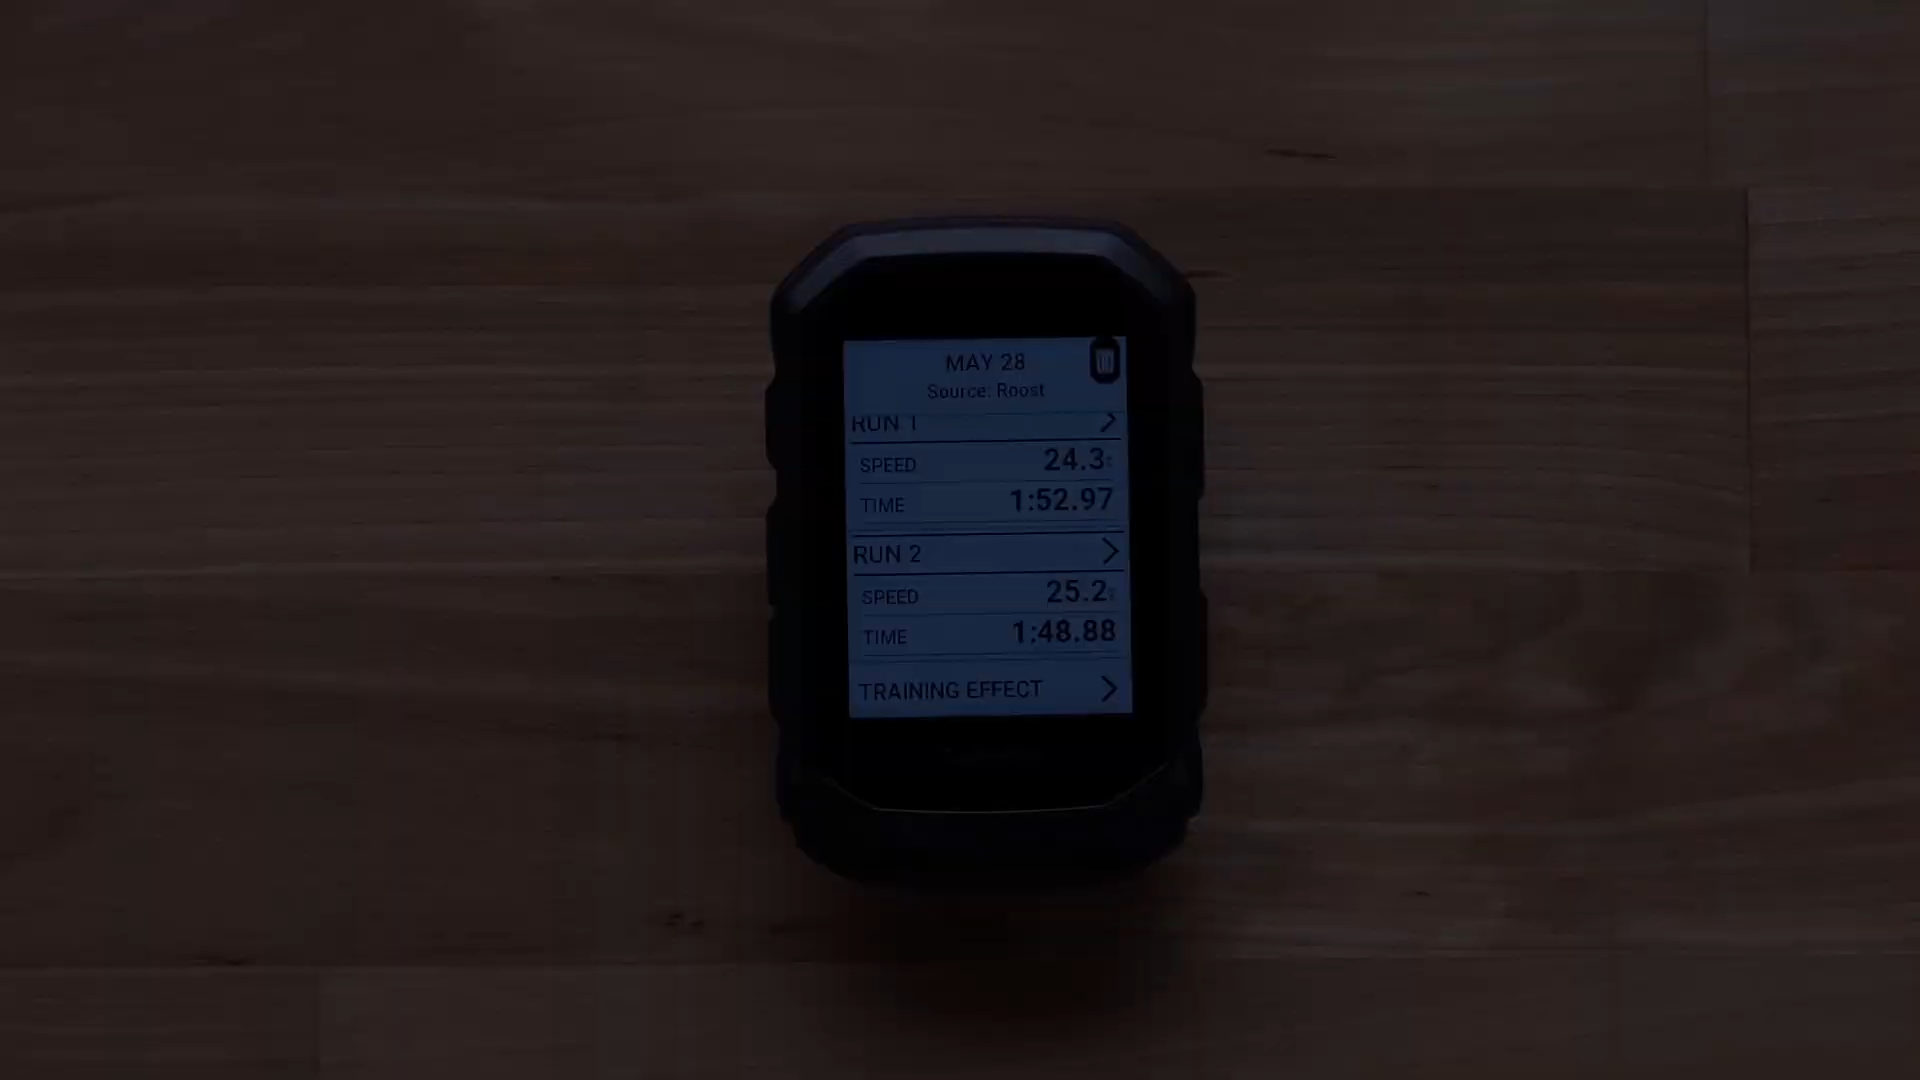 MAY 28
Source: Roost
RUN 1
SPEED 24.3
TIME 1:52.97
RUN 2
SPEED 25.2
TIME 1:48.88
TRAINING EFFECT